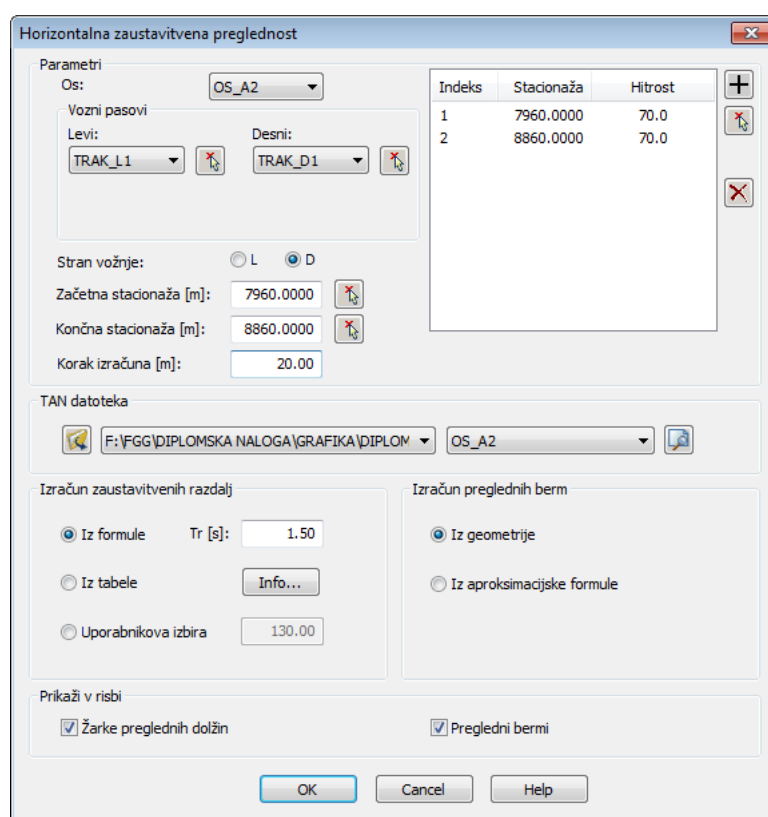 Horizontalna zaustavitvena preglednost
Parametri
Os: OS_A2
Vozni pasovi
Levi: Desni:
TRAK_L1 TRAK_D1
Indeks Stacionaža Hitrost
1 7960.0000 70.0
2 8860.0000 70.0
Stran vožnje: L D
Začetna stacionaža [m]: 7960.0000
Končna stacionaža [m]: 8860.0000
Korak izračuna [m]: 20.00
TAN datoteka
F:\FGG\DIPLOMSKA NALOGA\GRAFIKA\DIPLOM OS_A2
Izračun zaustavitvenih razdalj
Iz formule Tr [s]: 1.50
Iz tabele Info...
Uporabnikova izbira 130.00
Izračun preglednih berm
Iz geometrije
Iz aproksimacijske formule
Prikaži v risbi
Žarke preglednih dolžin Pregledni bermi
OK Cancel Help